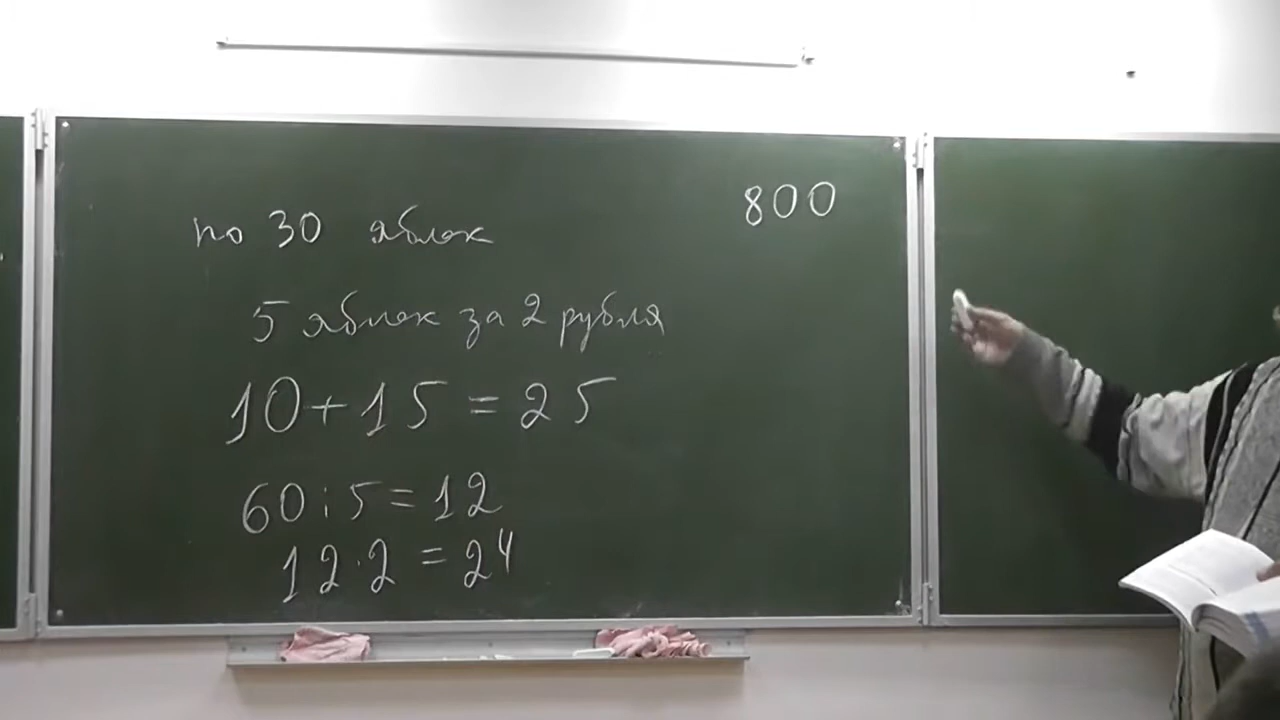 по 30 яблок
800
5 яблок за 2 рубля
10+15=25
60:5=12
12·2=24